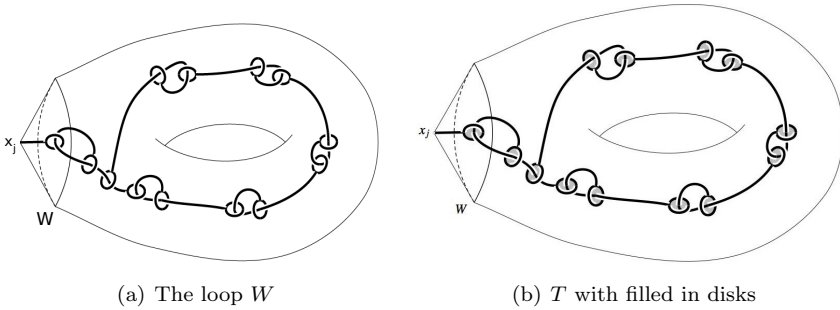 x_j
W
(a) The loop W
x_j
W
(b) T with filled in disks